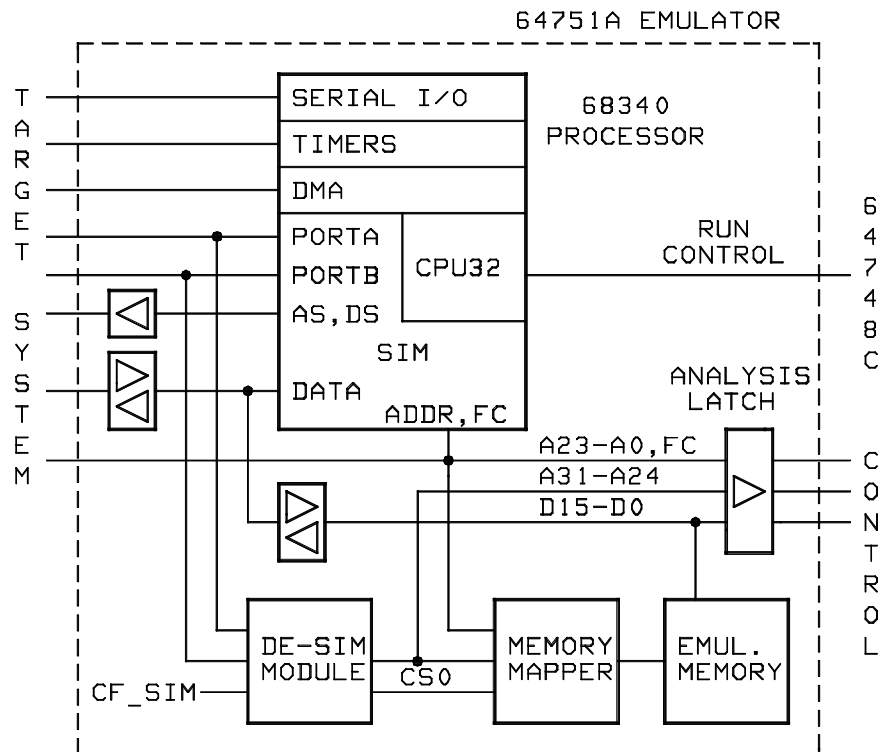 64751A EMULATOR
TARGET SYSTEM
SERIAL I/O
TIMERS
DMA
PORTA
PORTB
AS,DS
CPU32
SIM
DATA
ADDR,FC
68340
PROCESSOR
RUN
CONTROL
64748C CONTROL
ANALYSIS
LATCH
A23-A0,FC
A31-A24
D15-D0
DE-SIM
MODULE
CS0
CF_SIM
MEMORY
MAPPER
EMUL.
MEMORY